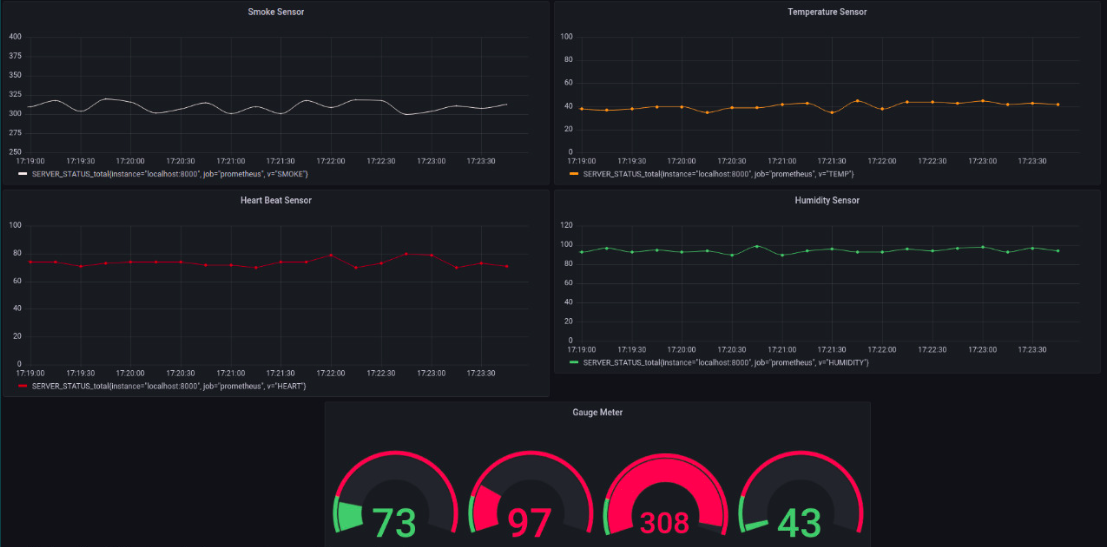 Smoke Sensor
400
375
350
325
300
275
250
17:19:00 17:19:30 17:20:00 17:20:30 17:21:00 17:21:30 17:22:00 17:22:30 17:23:00 17:23:30
SERVER_STATUS_total{instance="localhost:8000", job="prometheus", v="SMOKE"}
Temperature Sensor
100
80
60
40
20
0
17:19:00 17:19:30 17:20:00 17:20:30 17:21:00 17:21:30 17:22:00 17:22:30 17:23:00 17:23:30
SERVER_STATUS_total{instance="localhost:8000", job="prometheus", v="TEMP"}
Heart Beat Sensor
100
80
60
40
20
0
17:19:00 17:19:30 17:20:00 17:20:30 17:21:00 17:21:30 17:22:00 17:22:30 17:23:00 17:23:30
SERVER_STATUS_total{instance="localhost:8000", job="prometheus", v="HEART"}
Humidity Sensor
120
100
80
60
40
20
0
17:19:00 17:19:30 17:20:00 17:20:30 17:21:00 17:21:30 17:22:00 17:22:30 17:23:00 17:23:30
SERVER_STATUS_total{instance="localhost:8000", job="prometheus", v="HUMIDITY"}
Gauge Meter
73 97 308 43